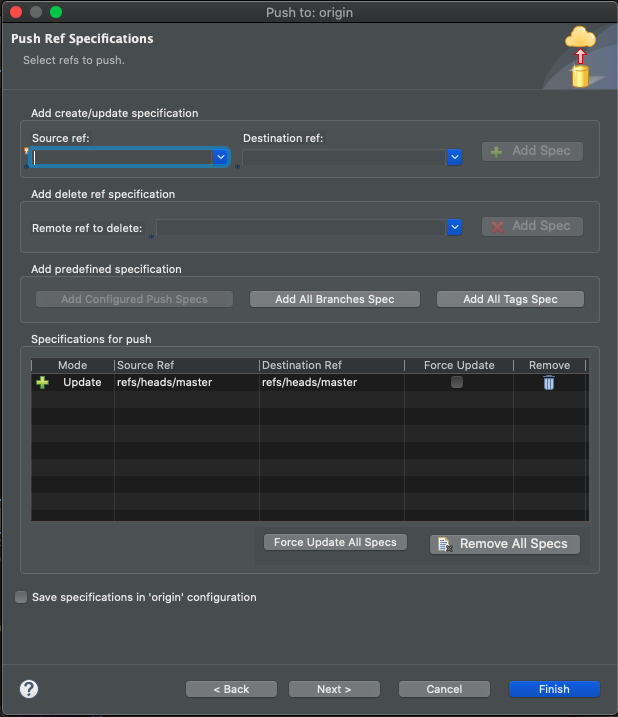 Push to: origin
Push Ref Specifications
Select refs to push.
Add create/update specification
Source ref: Destination ref:
Add Spec
Add delete ref specification
Remote ref to delete: Add Spec
Add predefined specification
Add Configured Push Specs Add All Branches Spec Add All Tags Spec
Specifications for push
Mode Source Ref Destination Ref Force Update Remove
Update refs/heads/master refs/heads/master
Force Update All Specs Remove All Specs
Save specifications in 'origin' configuration
? < Back Next > Cancel Finish